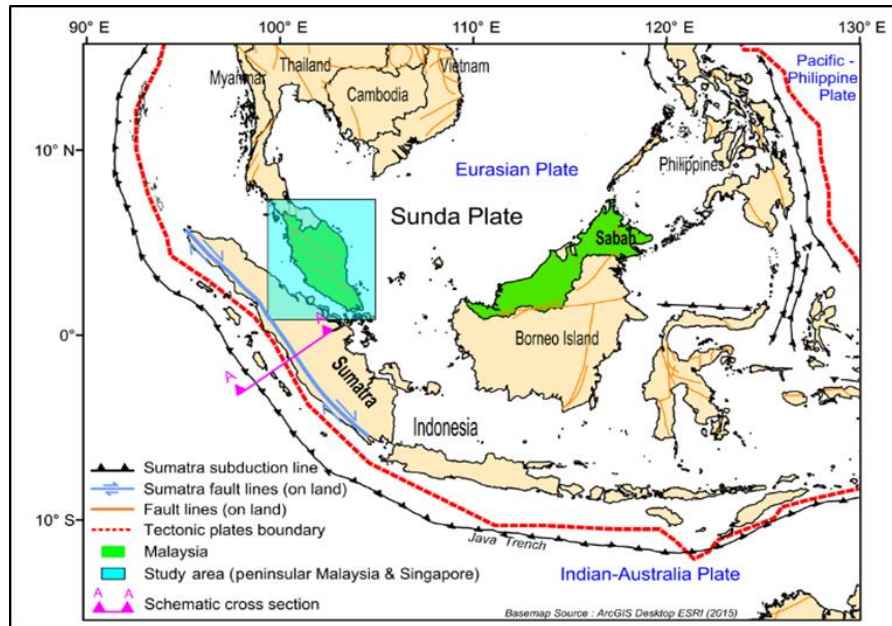 90° E
100° E
110° E
120° E
130° E
Myanmar
Thailand
Vietnam
Cambodia
Pacific -
Philippine
Plate
10° N
Eurasian Plate
Philippines
Sunda Plate
Sabah
0°
A
A
Borneo Island
Sumatra
Indonesia
Sumatra subduction line
Sumatra fault lines (on land)
Fault lines (on land)
10° S
Tectonic plates boundary
Java Trench
Malaysia
Indian-Australia Plate
Study area (peninsular Malaysia & Singapore)
A
A
Schematic cross section
Basemap Source : ArcGIS Desktop ESRI (2015)